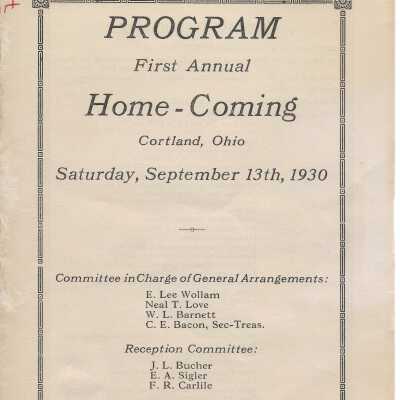 PROGRAM
First Annual
Home-Coming
Cortland, Ohio
Saturday, September 13th, 1930
Committee in Charge of General Arrangements:
E. Lee Wollam
Neal T. Love
W. L. Barnett
C. E. Bacon, Sec-Treas.
Reception Committee:
J. L. Bucher
E. A. Sigler
F. R. Carlile